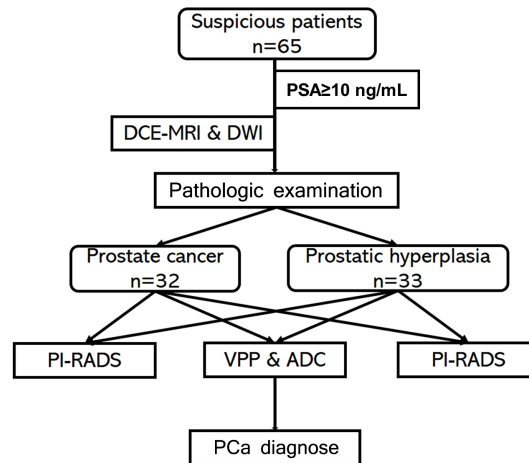 Suspicious patients
n=65
PSA≥10 ng/mL
DCE-MRI & DWI
Pathologic examination
Prostate cancer
n=32
Prostatic hyperplasia
n=33
PI-RADS
VPP & ADC
PI-RADS
PCa diagnose